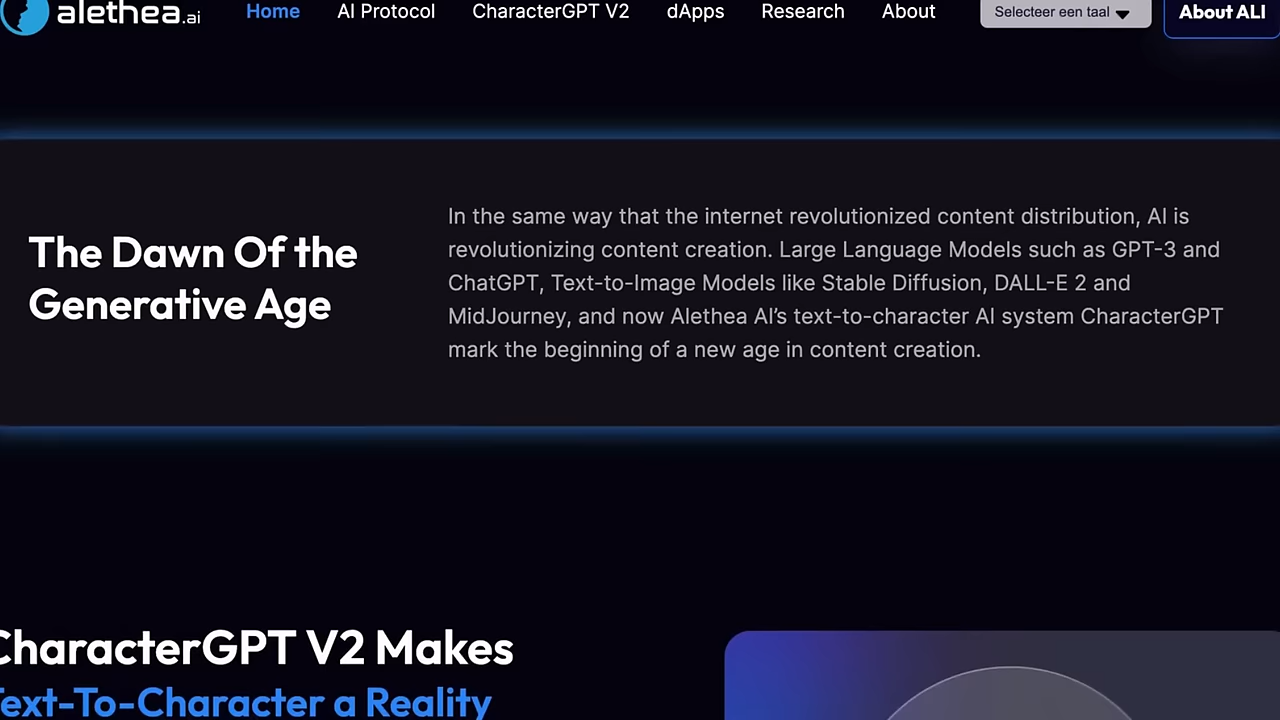 alethea.ai
Home
AI Protocol
CharacterGPT V2
dApps
Research
About
Selecteer een taal
About ALI
The Dawn Of the
Generative Age
In the same way that the internet revolutionized content distribution, AI is
revolutionizing content creation. Large Language Models such as GPT-3 and
ChatGPT, Text-to-Image Models like Stable Diffusion, DALL-E 2 and
MidJourney, and now Alethea AI’s text-to-character AI system CharacterGPT
mark the beginning of a new age in content creation.
CharacterGPT V2 Makes
Text-To-Character a Reality